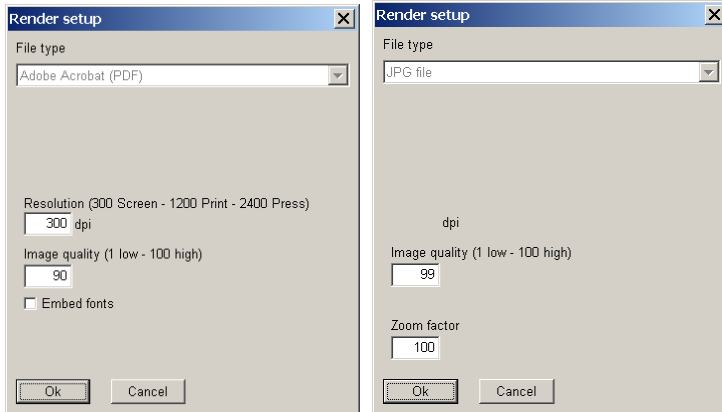 Render setup
File type
Adobe Acrobat (PDF)
Resolution (300 Screen - 1200 Print - 2400 Press)
300 dpi
Image quality (1 low - 100 high)
90
Embed fonts
Ok Cancel
Render setup
File type
JPG file
dpi
Image quality (1 low - 100 high)
99
Zoom factor
100
Ok Cancel